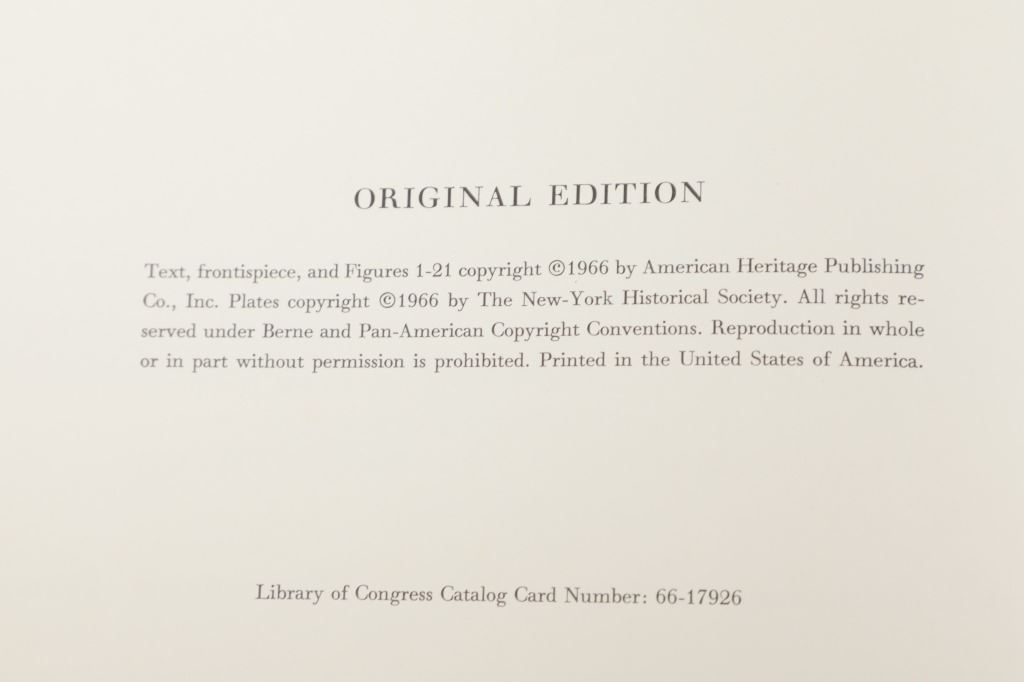 ORIGINAL EDITION
Text, frontispiece, and Figures 1-21 copyright ©1966 by American Heritage Publishing
Co., Inc. Plates copyright ©1966 by The New-York Historical Society. All rights re-
served under Berne and Pan-American Copyright Conventions. Reproduction in whole
or in part without permission is prohibited. Printed in the United States of America.
Library of Congress Catalog Card Number: 66-17926